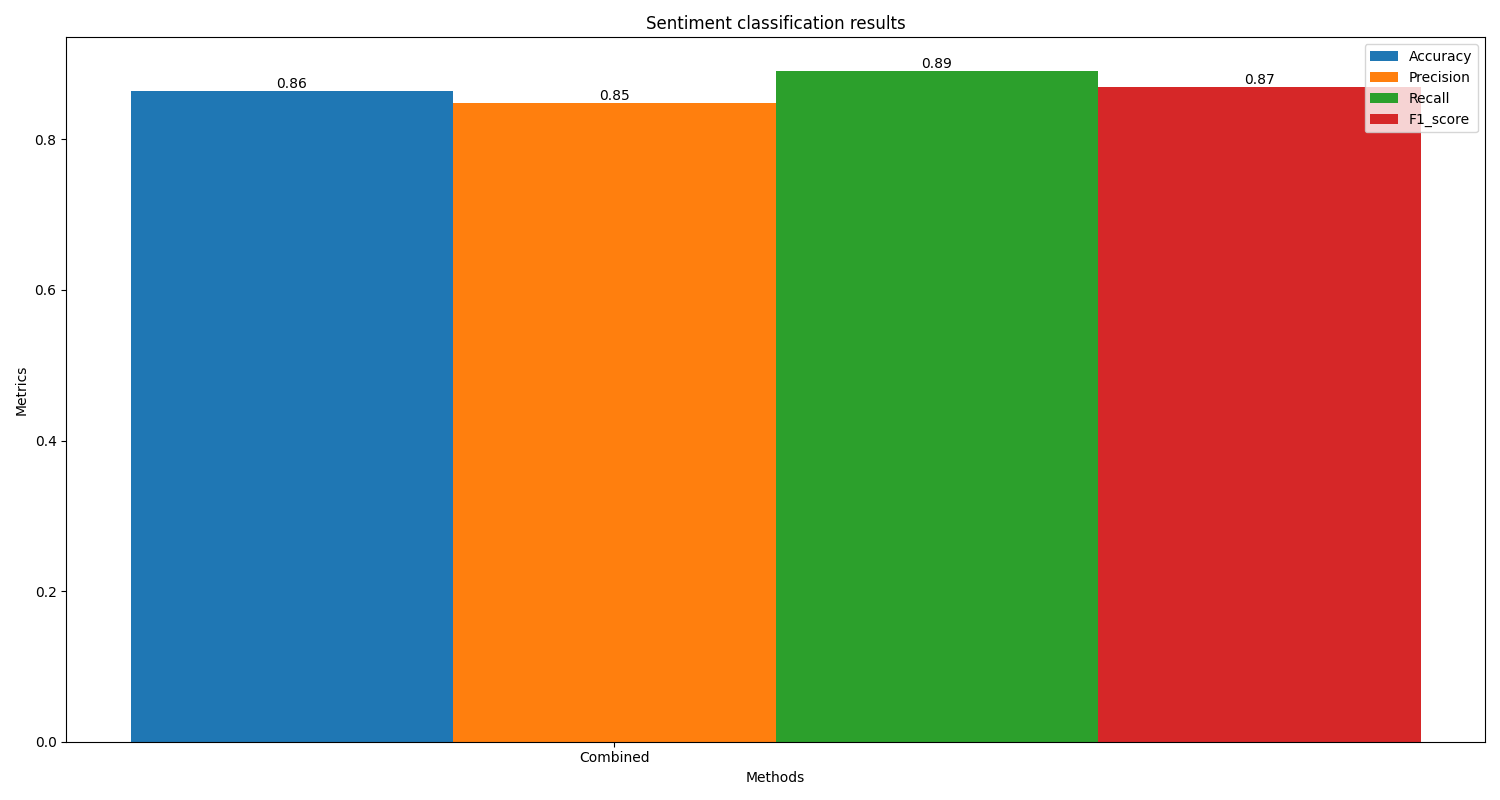 Sentiment classification results
0.86
0.85
0.89
0.87
Accuracy
Precision
Recall
F1_score
Metrics
0.8
0.6
0.4
0.2
0.0
Combined
Methods